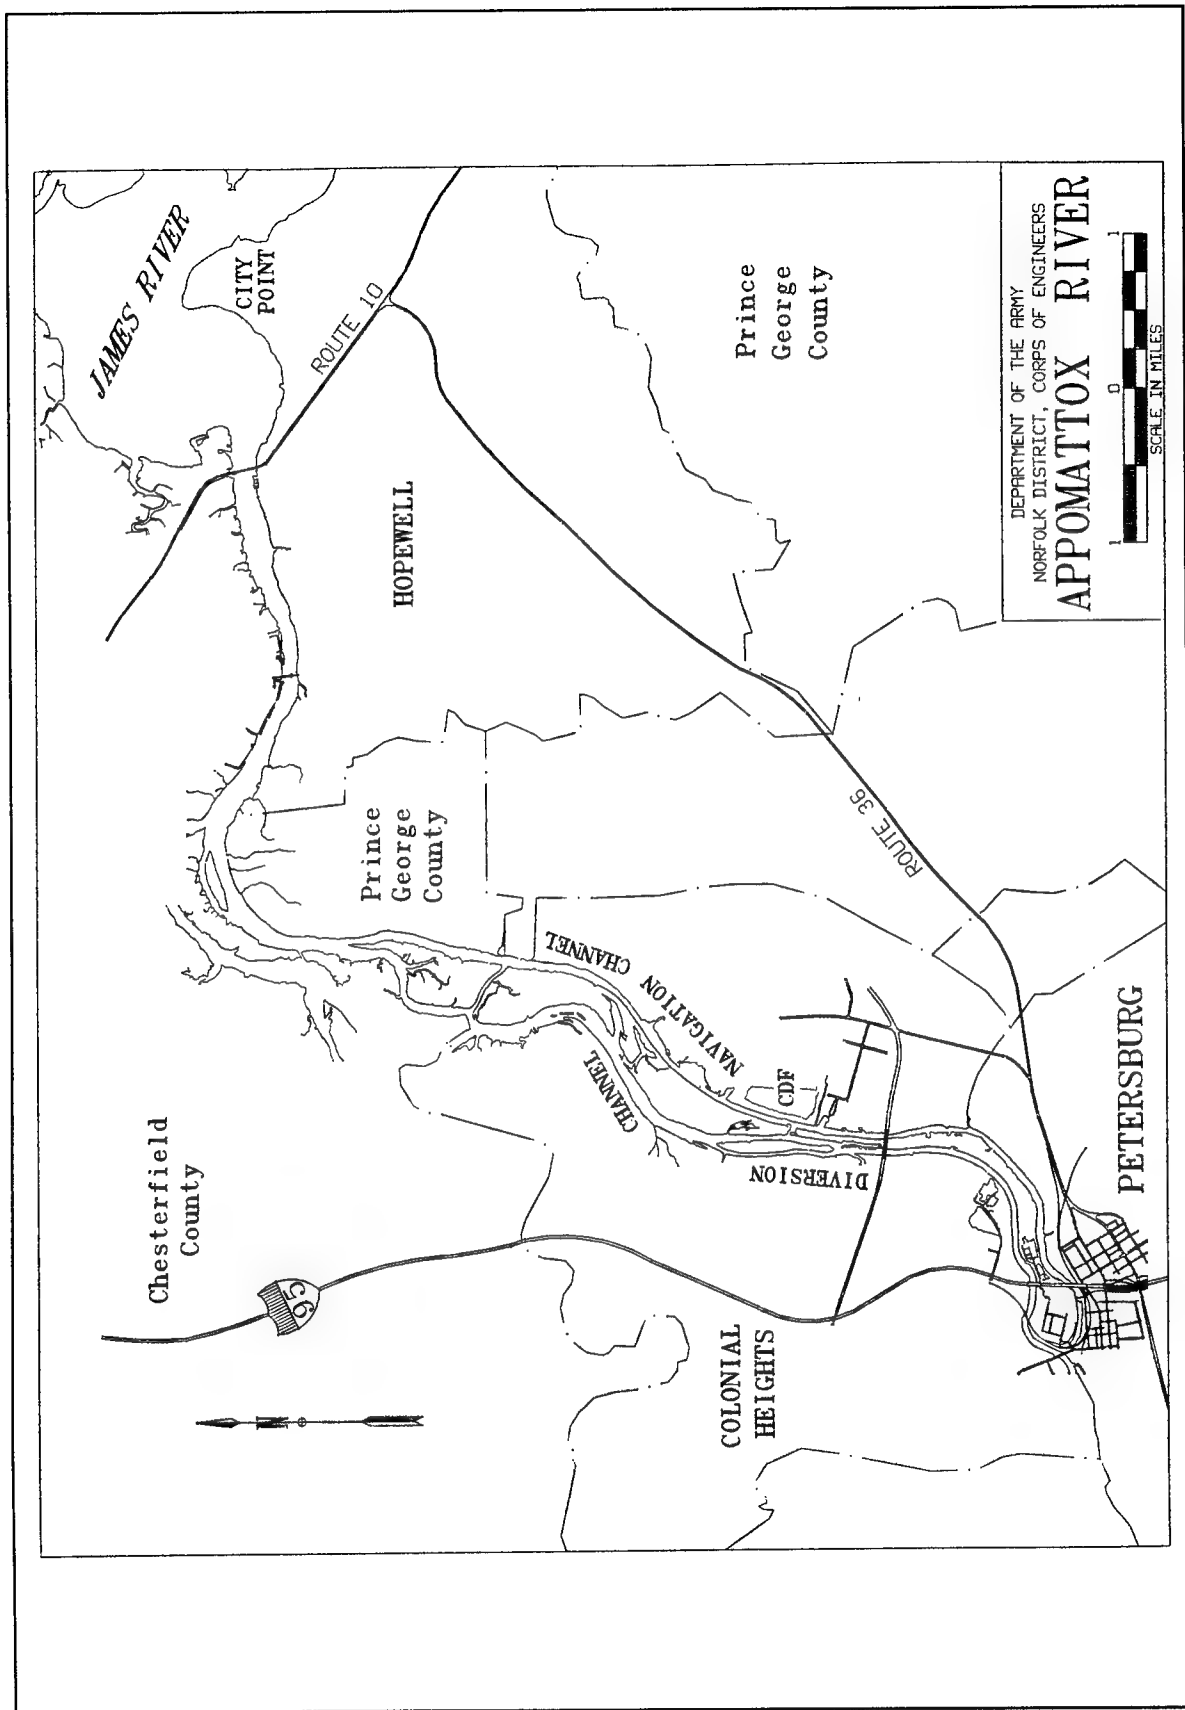 Chesterfield
County
95
N
COLONIAL
HEIGHTS
JAMES RIVER
CITY
POINT
ROUTE 10
HOPEWELL
Prince
George
County
Prince
George
County
NAVIGATION CHANNEL
DIVERSION CHANNEL
CDF
ROUTE 36
PETERSBURG
DEPARTMENT OF THE ARMY
NORFOLK DISTRICT, CORPS OF ENGINEERS
APPOMATTOX RIVER
1 0 1
SCALE IN MILES